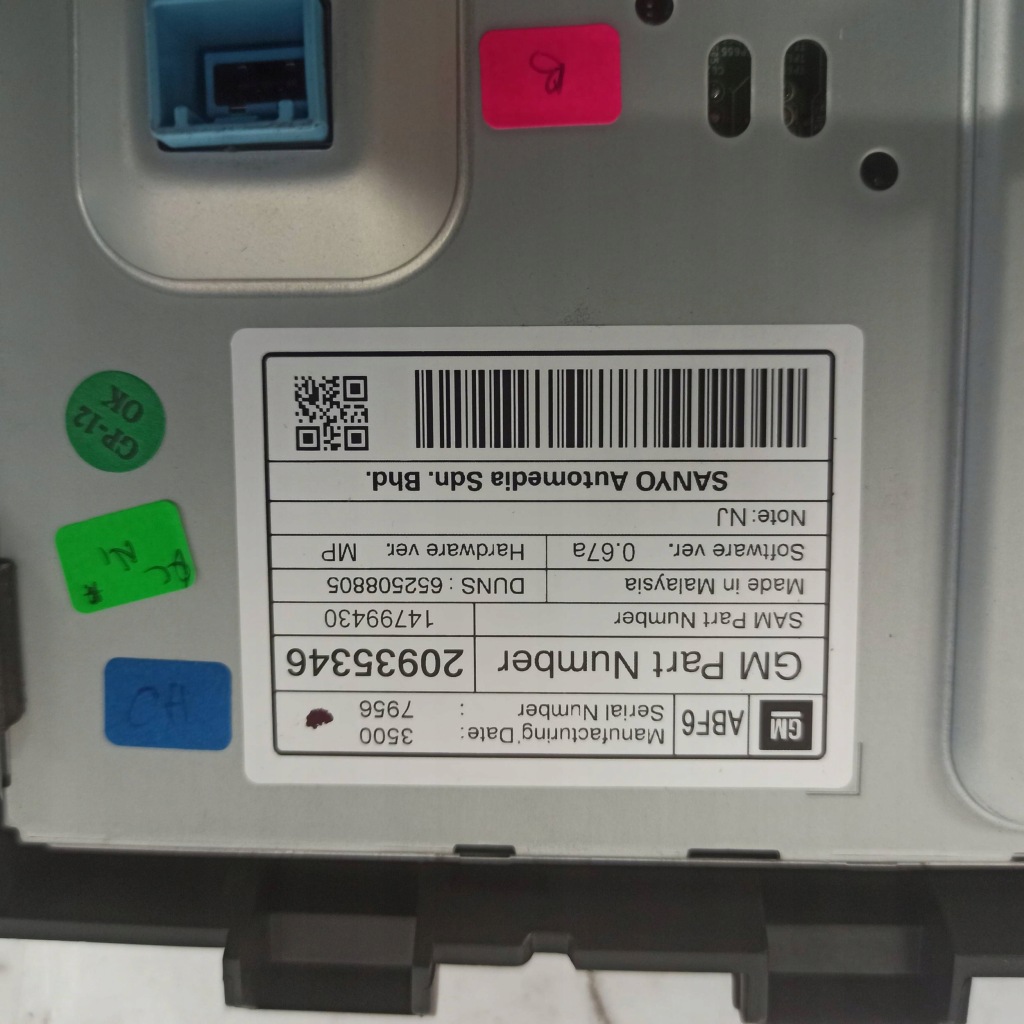 GM
ABF6
Manufacturing Date: 3500
Serial Number : 7956
GM Part Number 20935346
SAM Part Number 14799430
Made in Malaysia DUNS : 652508805
Software ver. 0.67a Hardware ver. MP
Note: NJ
SANYO Automedia Sdn. Bhd.
CH
GP-12
OK